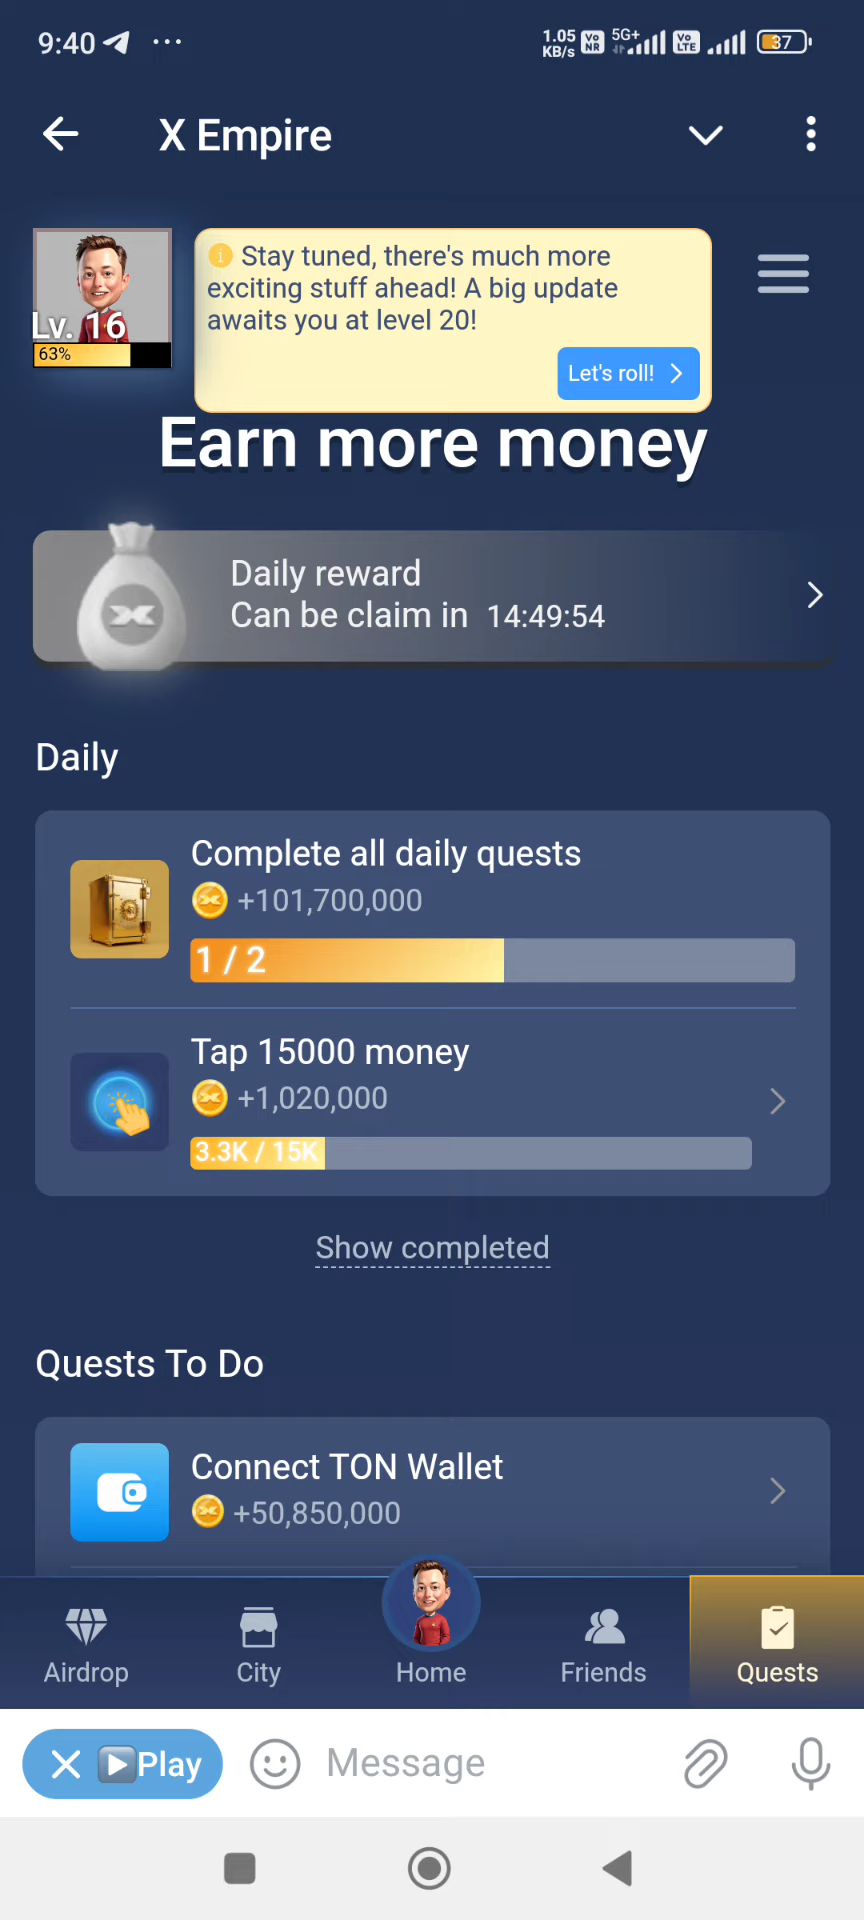 9:40
1.05 KB/s Vo NR 5G+ Vo LTE 37
X Empire
Lv. 16
63%
Stay tuned, there's much more
exciting stuff ahead! A big update
awaits you at level 20!
Let's roll!
Earn more money
Daily reward
Can be claim in 14:49:54
Daily
Complete all daily quests
+101,700,000
1 / 2
Tap 15000 money
+1,020,000
3.3K / 15K
Show completed
Quests To Do
Connect TON Wallet
+50,850,000
Airdrop
City
Home
Friends
Quests
Play
Message